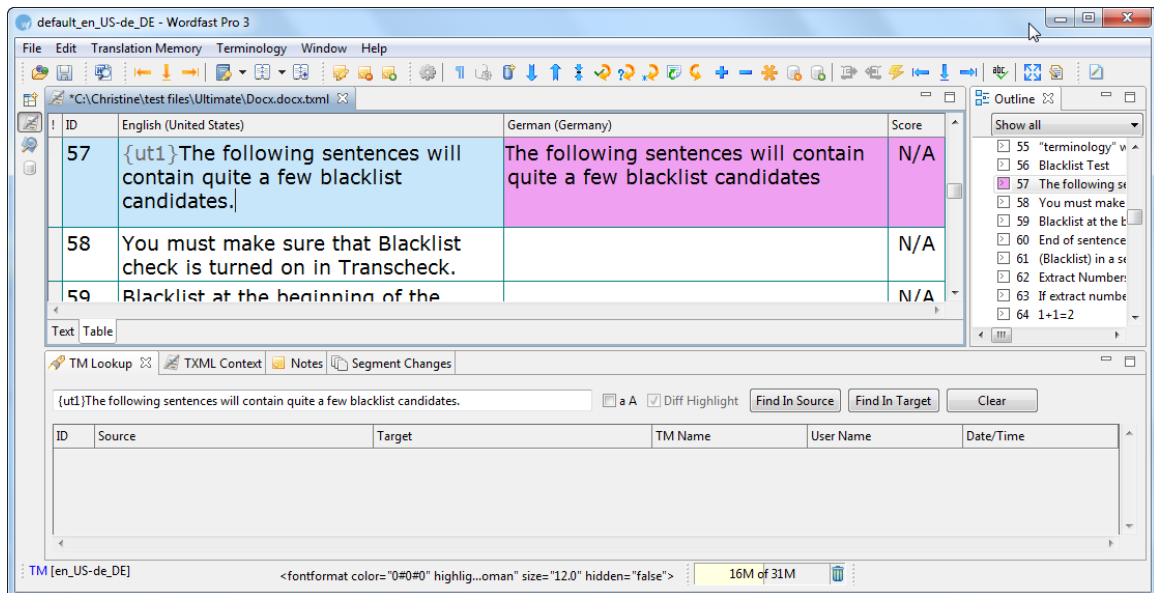 default_en_US-de_DE - Wordfast Pro 3
File Edit Translation Memory Terminology Window Help
*C:\Christine\test files\Ultimate\Docx.docx.txml
Outline
! ID English (United States) German (Germany) Score
Show all
57 {ut1}The following sentences will The following sentences will contain N/A
contain quite a few blacklist quite a few blacklist candidates
candidates.
58 You must make sure that Blacklist N/A
check is turned on in Transcheck.
59 Blacklist at the beginning of the N/A
55 "terminology" w
56 Blacklist Test
57 The following se
58 You must make
59 Blacklist at the b
60 End of sentence
61 (Blacklist) in a se
62 Extract Numbers
63 If extract numbe
64 1+1=2
Text Table
TM Lookup TXML Context Notes Segment Changes
{ut1}The following sentences will contain quite a few blacklist candidates. a A Diff Highlight Find In Source Find In Target Clear
ID Source Target TM Name User Name Date/Time
TM [en_US-de_DE] <fontformat color="0#0#0" highlig...oman" size="12.0" hidden="false"> 16M of 31M